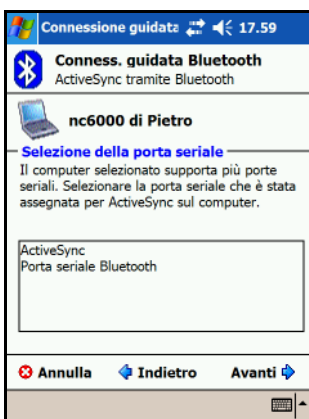 Connessione guidata 17.59
Conness. guidata Bluetooth
ActiveSync tramite Bluetooth
nc6000 di Pietro
Selezione della porta seriale
Il computer selezionato supporta più porte
seriali. Selezionare la porta seriale che è stata
assegnata per ActiveSync sul computer.
ActiveSync
Porta seriale Bluetooth
Annulla Indietro Avanti